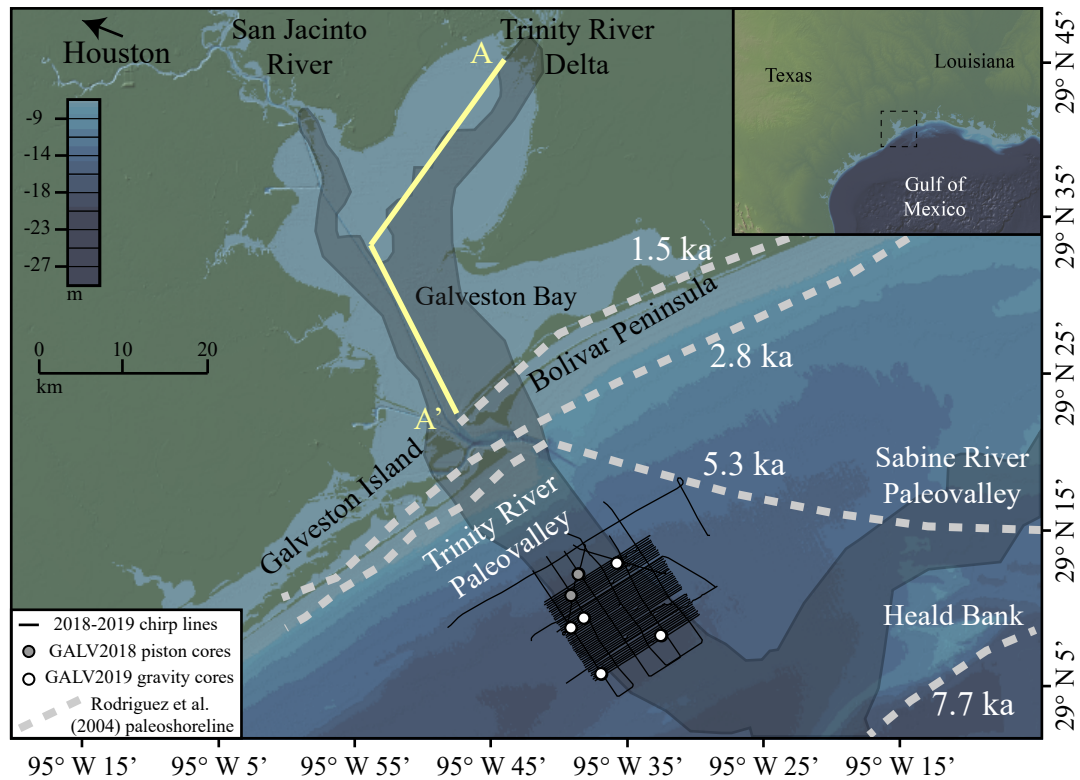 Houston
San Jacinto
River
Trinity River
Delta
A
-9
-14
-18
-23
-27
m
0 10 20
km
Texas
Louisiana
Gulf of
Mexico
1.5 ka
Galveston Bay
Bolivar Peninsula
2.8 ka
A’
Galveston Island
5.3 ka
Sabine River
Paleovalley
Trinity River
Paleovalley
Heald Bank
7.7 ka
2018-2019 chirp lines
GALV2018 piston cores
GALV2019 gravity cores
Rodriguez et al.
(2004) paleoshoreline
29° N 45’
29° N 35’
29° N 25’
29° N 15’
29° N 5’
95° W 15’ 95° W 5’ 95° W 55’ 95° W 45’ 95° W 35’ 95° W 25’ 95° W 15’